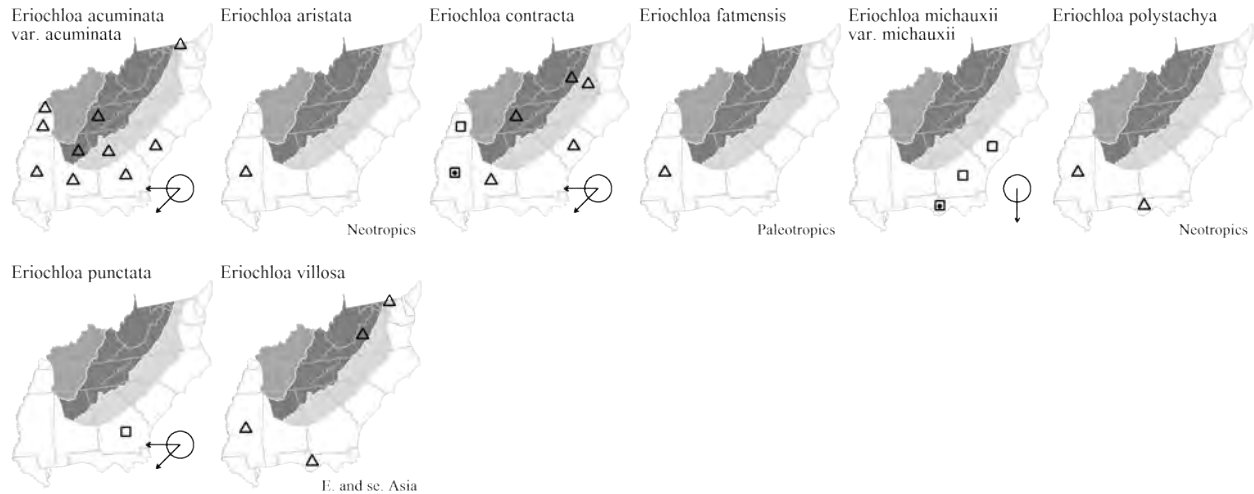 Eriochloa acuminata
var. acuminata
Eriochloa aristata
Neotropics
Eriochloa contracta
Eriochloa fatmensis
Paleotropics
Eriochloa michauxii
var. michauxii
Eriochloa polystachya
Neotropics
Eriochloa punctata
Eriochloa villosa
E. and se. Asia